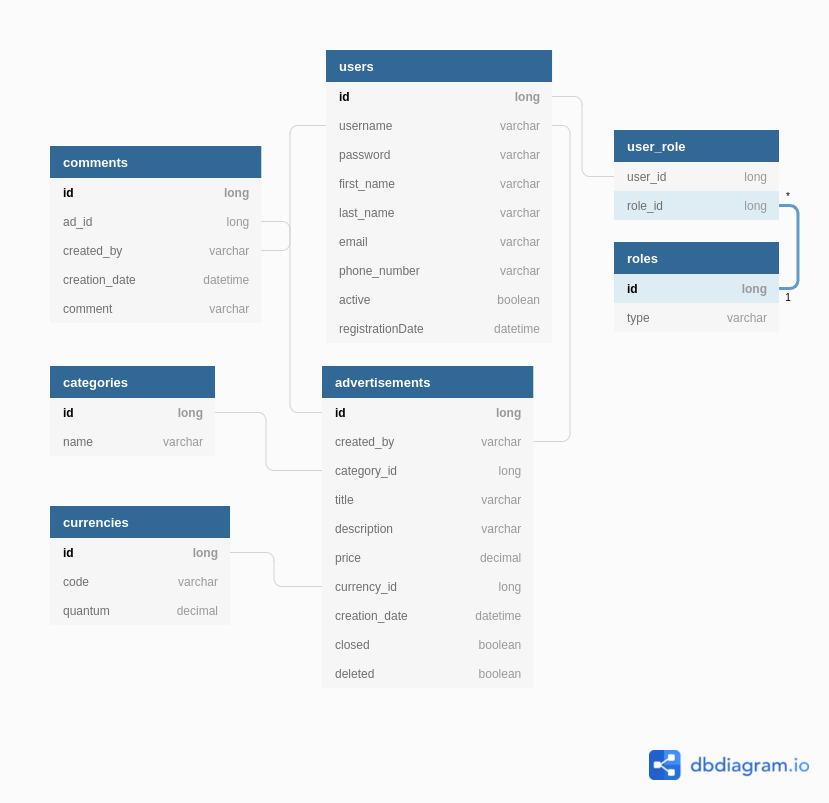 users
id long
username varchar
password varchar
first_name varchar
last_name varchar
email varchar
phone_number varchar
active boolean
registrationDate datetime
user_role
user_id long
role_id long
*
1
roles
id long
type varchar
comments
id long
ad_id long
created_by varchar
creation_date datetime
comment varchar
categories
id long
name varchar
currencies
id long
code varchar
quantum decimal
advertisements
id long
created_by varchar
category_id long
title varchar
description varchar
price decimal
currency_id long
creation_date datetime
closed boolean
deleted boolean
dbdiagram.io